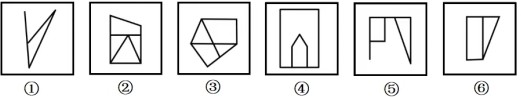 ① ② ③ ④ ⑤ ⑥